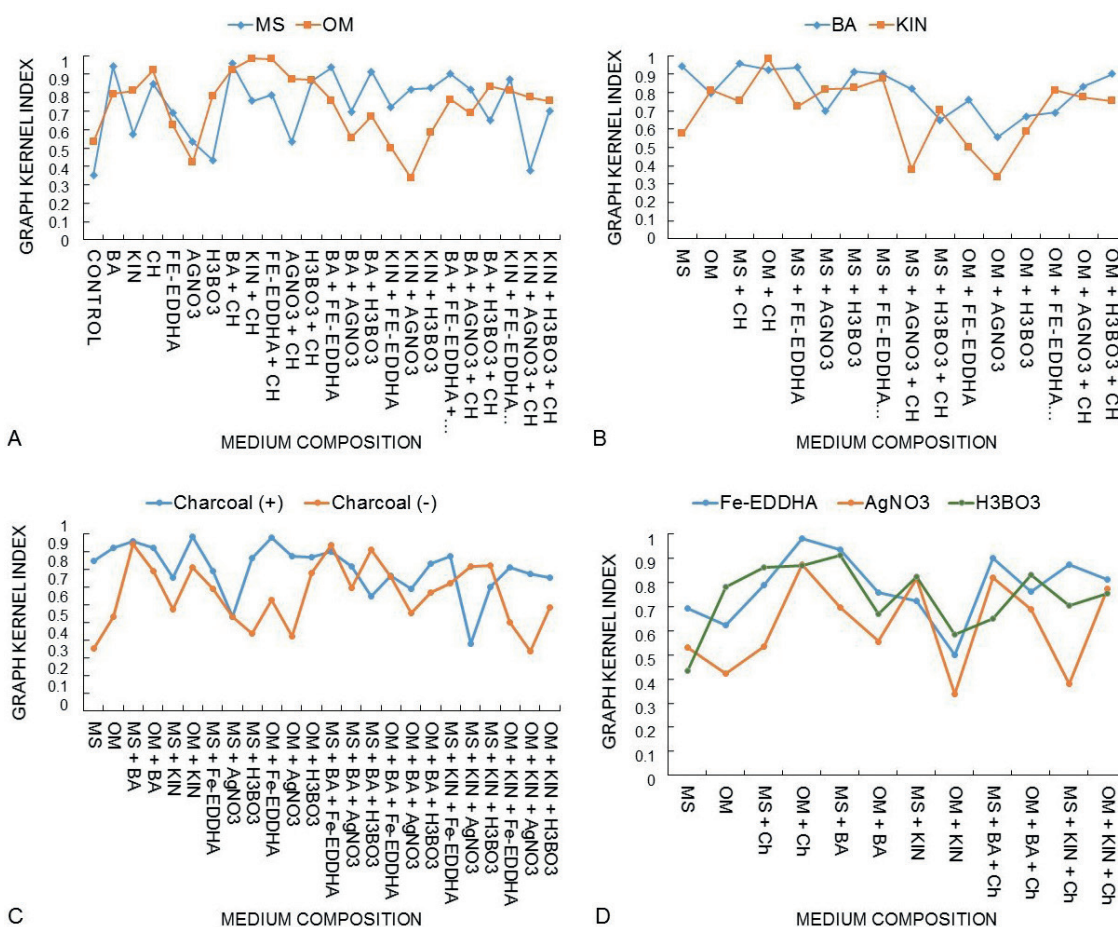 MS OM
GRAPH KERNEL INDEX
1
0.9
0.8
0.7
0.6
0.5
0.4
0.3
0.2
0.1
0
CONTROL
BA
KIN
CH
FE-EDDHA
AGNO3
H3BO3
BA + CH
KIN + CH
FE-EDDHA + CH
AGNO3 + CH
H3BO3 + CH
BA + FE-EDDHA
BA + AGNO3
BA + H3BO3
KIN + FE-EDDHA
KIN + AGNO3
KIN + H3BO3
BA + FE-EDDHA + ...
BA + AGNO3 + CH
BA + H3BO3 + CH
KIN + FE-EDDHA...
KIN + AGNO3 + CH
KIN + H3BO3 + CH
A
MEDIUM COMPOSITION
BA KIN
GRAPH KERNEL INDEX
1
0.9
0.8
0.7
0.6
0.5
0.4
0.3
0.2
0.1
0
MS
OM
MS + CH
OM + CH
MS + FE-EDDHA
MS + AGNO3
MS + H3BO3
MS + FE-EDDHA...
MS + AGNO3 + CH
MS + H3BO3 + CH
OM + FE-EDDHA
OM + AGNO3
OM + H3BO3
OM + FE-EDDHA...
OM + AGNO3 + CH
OM + H3BO3 + CH
B
MEDIUM COMPOSITION
Charcoal (+) Charcoal (-)
GRAPH KERNEL INDEX
1
0.9
0.8
0.7
0.6
0.5
0.4
0.3
0.2
0.1
0
MS
OM
MS + BA
OM + BA
MS + KIN
OM + KIN
MS + Fe-EDDHA
MS + AgNO3
MS + H3BO3
OM + Fe-EDDHA
OM + AgNO3
OM + H3BO3
MS + BA + Fe-EDDHA
MS + BA + AgNO3
MS + BA + H3BO3
OM + BA + Fe-EDDHA
OM + BA + AgNO3
OM + BA + H3BO3
MS + KIN + Fe-EDDHA
MS + KIN + AgNO3
MS + KIN + H3BO3
OM + KIN + Fe-EDDHA
OM + KIN + AgNO3
OM + KIN + H3BO3
C
MEDIUM COMPOSITION
Fe-EDDHA AgNO3 H3BO3
GRAPH KERNEL INDEX
1
0.9
0.8
0.7
0.6
0.5
0.4
0.3
0.2
0.1
0
MS
OM
MS + Ch
OM + Ch
MS + BA
OM + BA
MS + KIN
OM + KIN
MS + BA + Ch
OM + BA + Ch
MS + KIN + Ch
OM + KIN + Ch
D
MEDIUM COMPOSITION